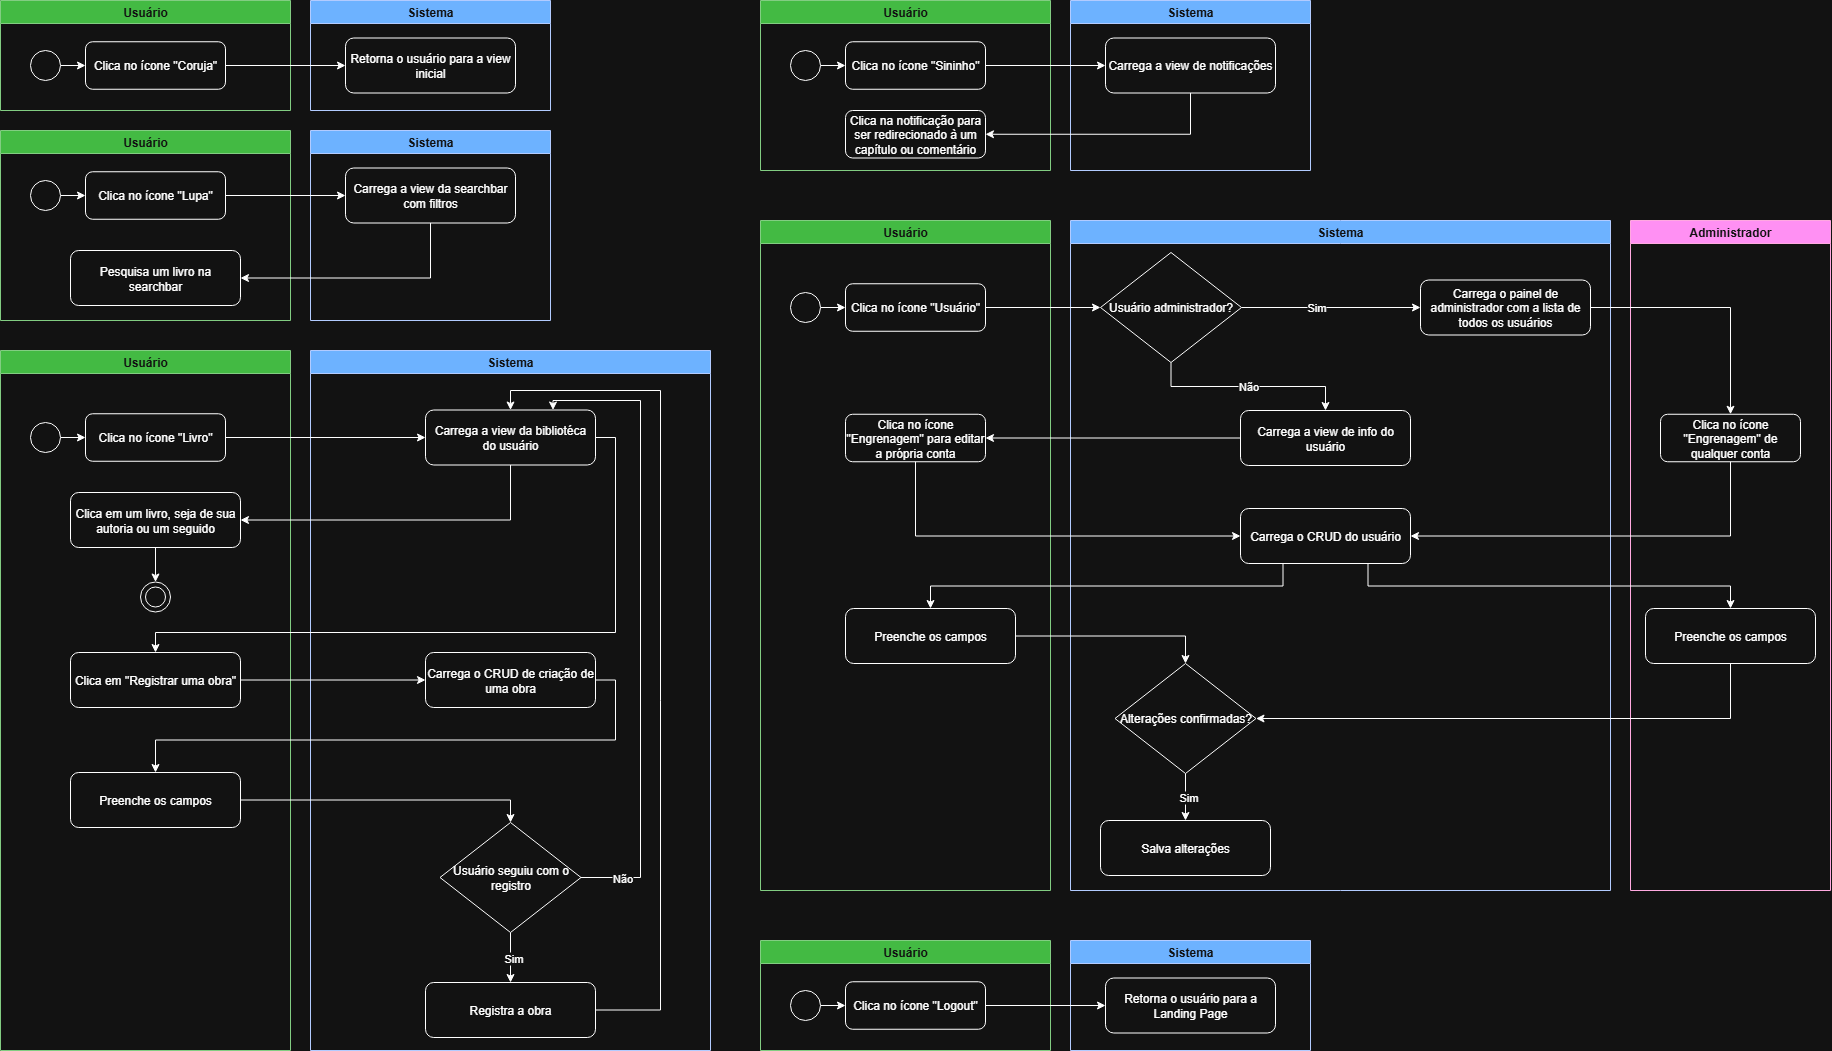 Usuário
Sistema
Clica no ícone "Coruja"
Retorna o usuário para a view
inicial
Usuário
Sistema
Clica no ícone "Lupa"
Carrega a view da searchbar
com filtros
Pesquisa um livro na
searchbar
Usuário
Sistema
Clica no ícone "Livro"
Carrega a view da bibliotéca
do usuário
Clica em um livro, seja de sua
autoria ou um seguido
Clica em "Registrar uma obra"
Carrega o CRUD de criação de
uma obra
Preenche os campos
Usuário seguiu com o
registro
Não
Sim
Registra a obra
Usuário
Sistema
Clica no ícone "Sininho"
Carrega a view de notificações
Clica na notificação para
ser redirecionado à um
capítulo ou comentário
Usuário
Sistema
Administrador
Clica no ícone "Usuário"
Usuário administrador?
Sim
Carrega o painel de
administrador com a lista de
todos os usuários
Não
Clica no ícone
"Engrenagem" para editar
a própria conta
Carrega a view de info do
usuário
Clica no ícone
"Engrenagem" de
qualquer conta
Carrega o CRUD do usuário
Preenche os campos
Preenche os campos
Alterações confirmadas?
Sim
Salva alterações
Usuário
Sistema
Clica no ícone "Logout"
Retorna o usuário para a
Landing Page